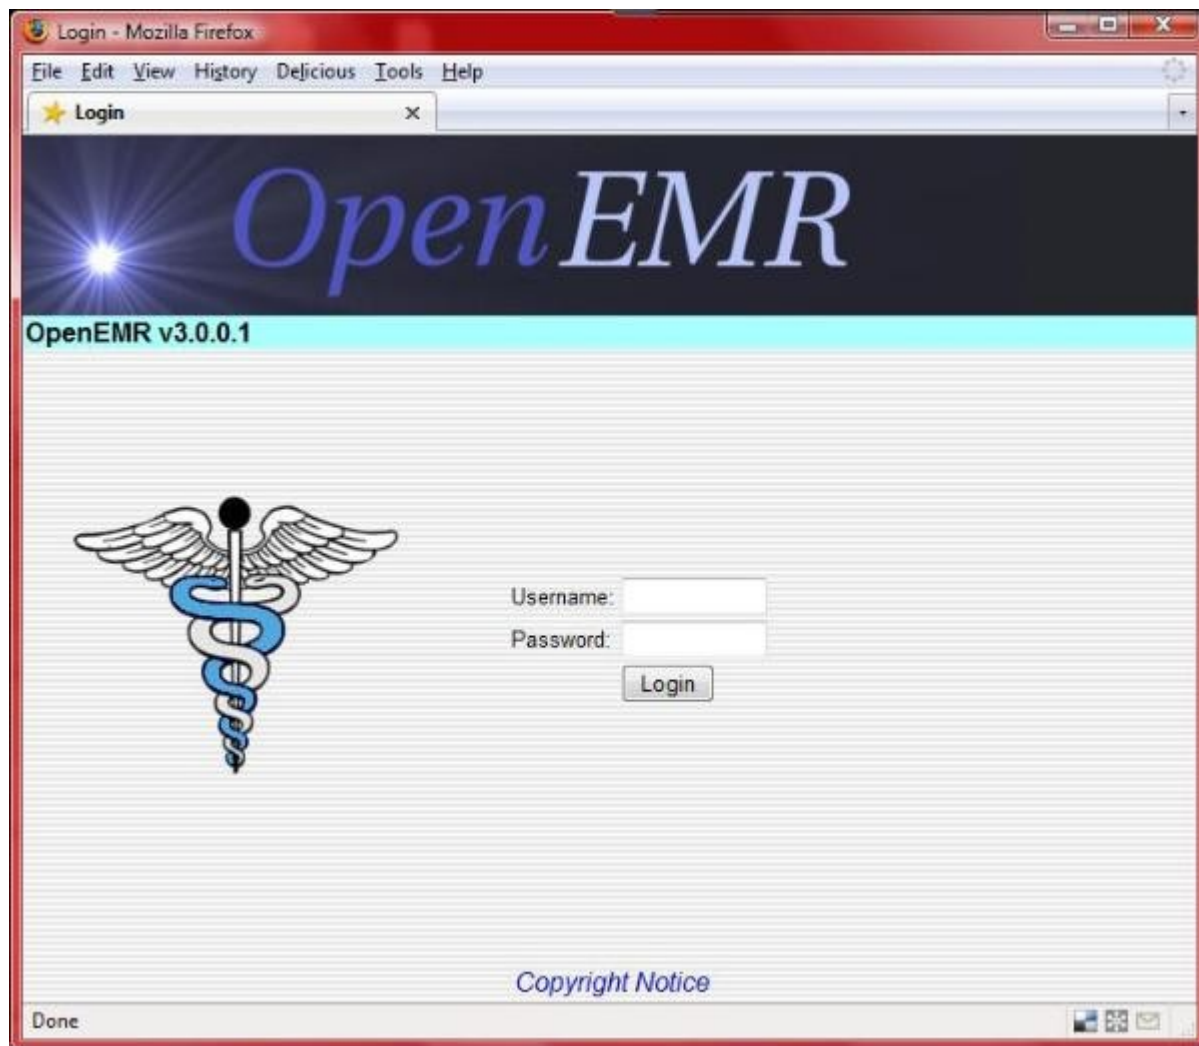 Login - Mozilla Firefox
File Edit View History Delicious Tools Help
Login
OpenEMR
OpenEMR v3.0.0.1
Username:
Password:
Login
Copyright Notice
Done